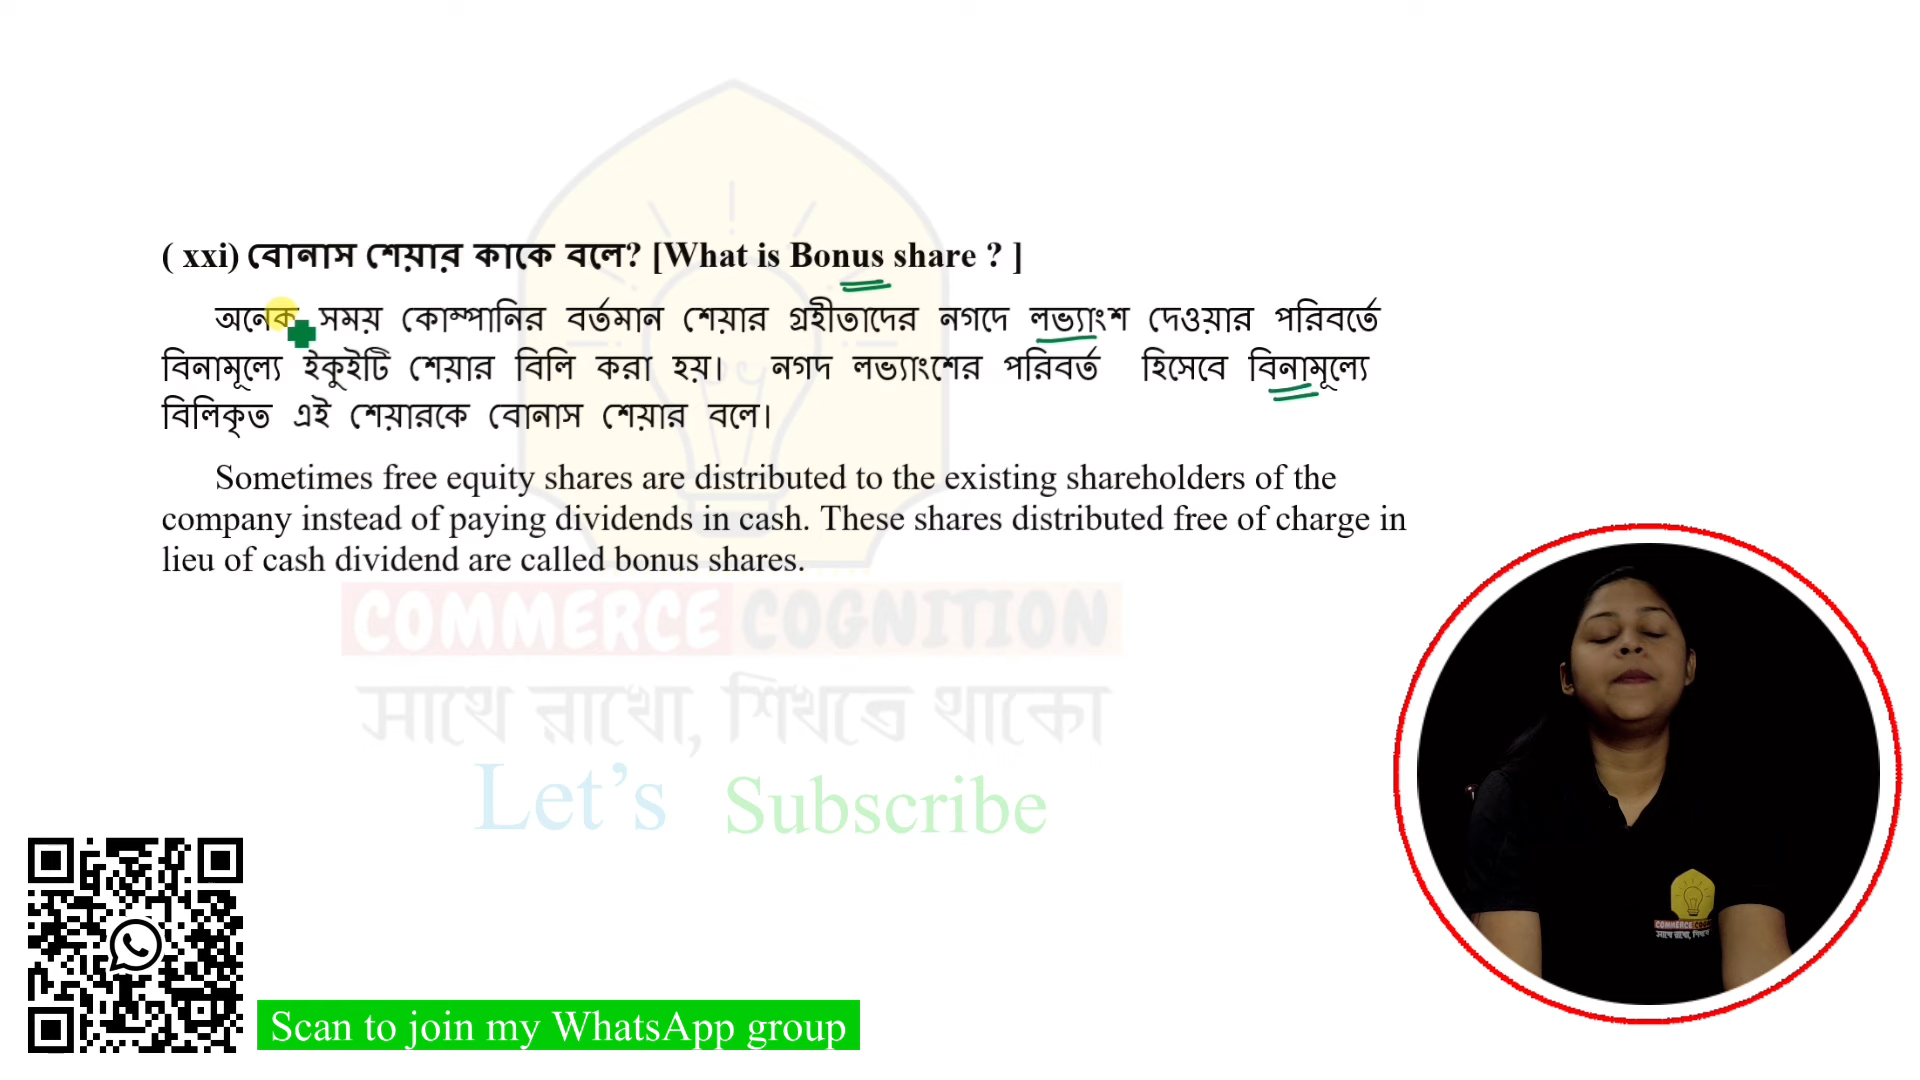 ( xxi) বোনাস শেয়ার কাকে বলে? [What is Bonus share ? ]
অনেক সময় কোম্পানির বর্তমান শেয়ার গ্রহীতাদের নগদে লভ্যাংশ দেওয়ার পরিবর্তে
বিনামূল্যে ইকুইটি শেয়ার বিলি করা হয়। নগদ লভ্যাংশের পরিবর্ত হিসেবে বিনামূল্যে
বিলিকৃত এই শেয়ারকে বোনাস শেয়ার বলে।
Sometimes free equity shares are distributed to the existing shareholders of the
company instead of paying dividends in cash. These shares distributed free of charge in
lieu of cash dividend are called bonus shares.
COMMERCE COGNITION
সাথে রাখো, শিখতে থাকো
Let's Subscribe
COMMERCE
Scan to join my WhatsApp group